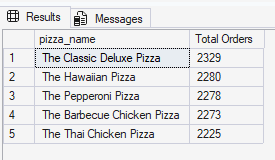 Results Messages
pizza_name Total Orders
1 The Classic Deluxe Pizza 2329
2 The Hawaiian Pizza 2280
3 The Pepperoni Pizza 2278
4 The Barbecue Chicken Pizza 2273
5 The Thai Chicken Pizza 2225